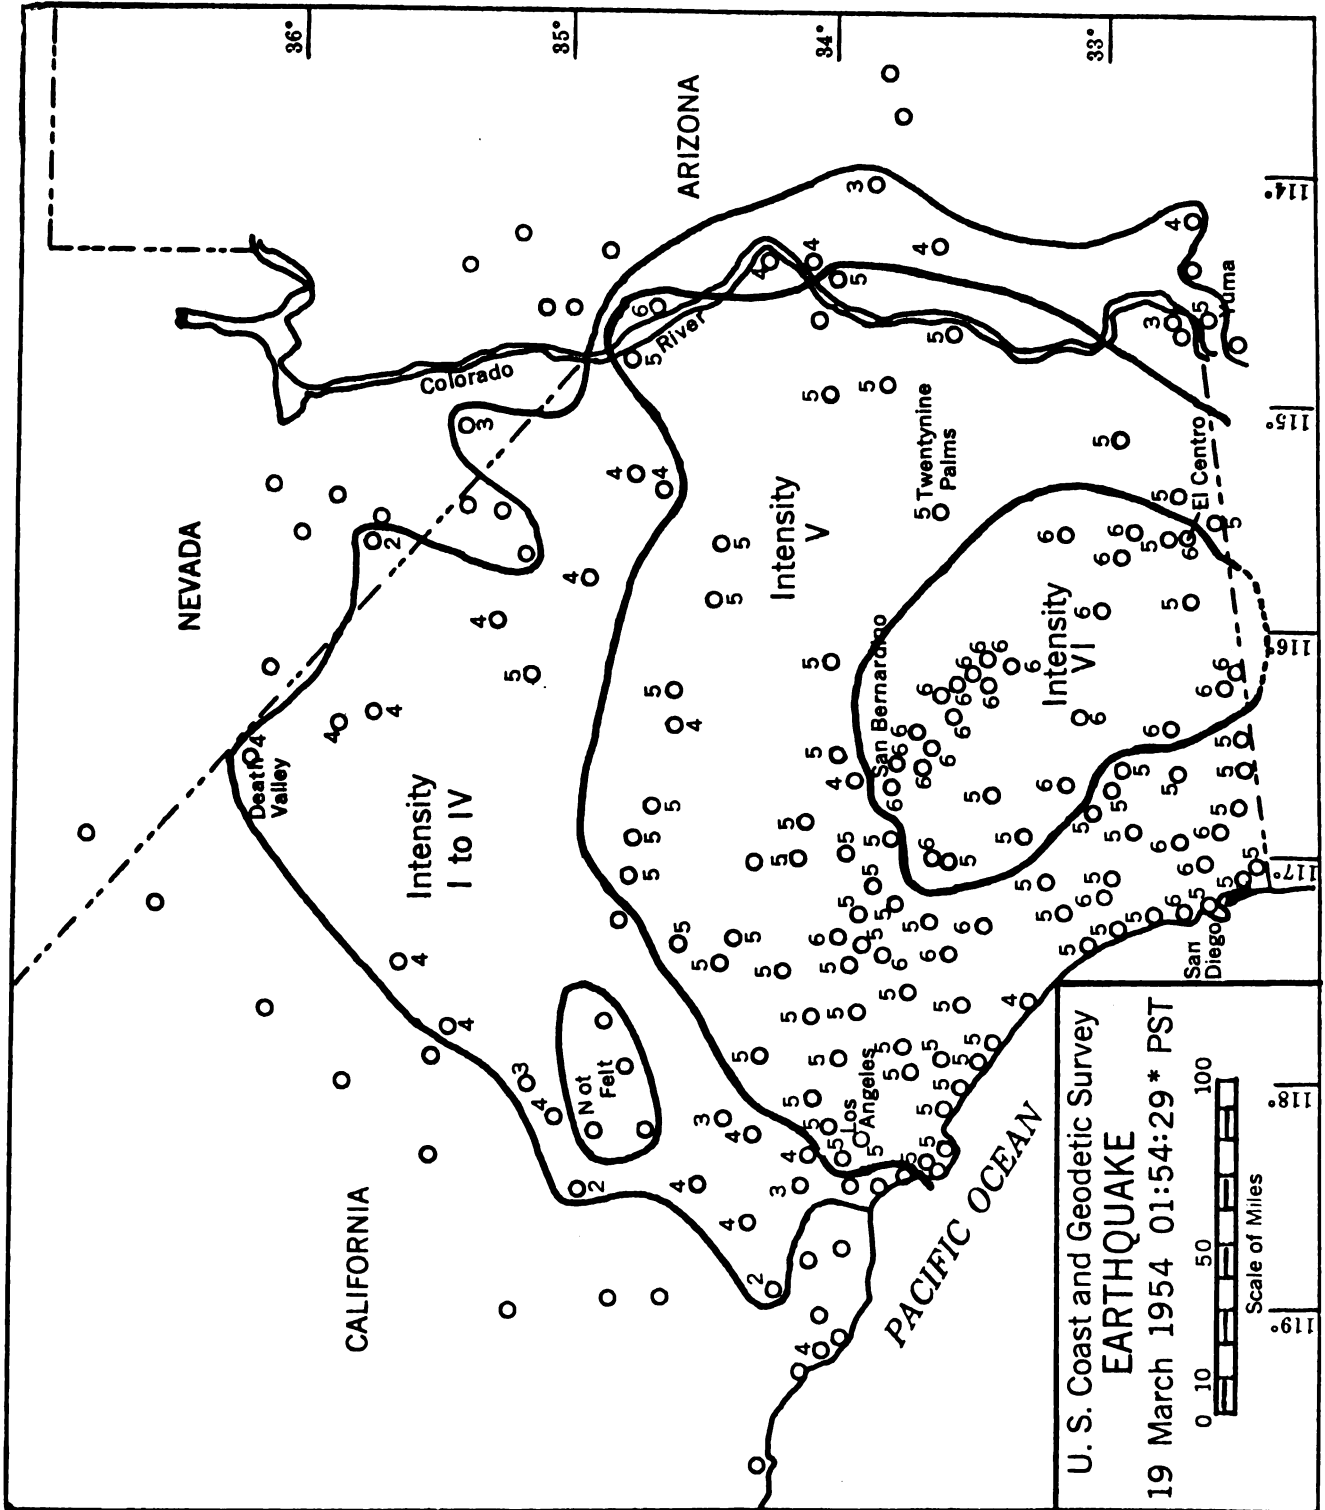 36°
35°
34°
33°
114°
115°
116°
117°
118°
119°
NEVADA
ARIZONA
CALIFORNIA
Colorado
River
Death
Valley
Intensity
I to IV
Not
Felt
Intensity
V
Twentynine
Palms
San Bernardino
Intensity
VI
El Centro
Yuma
Los
Angeles
San
Diego
PACIFIC OCEAN
U. S. Coast and Geodetic Survey
EARTHQUAKE
19 March 1954 01:54:29* PST
0 10 50 100
Scale of Miles